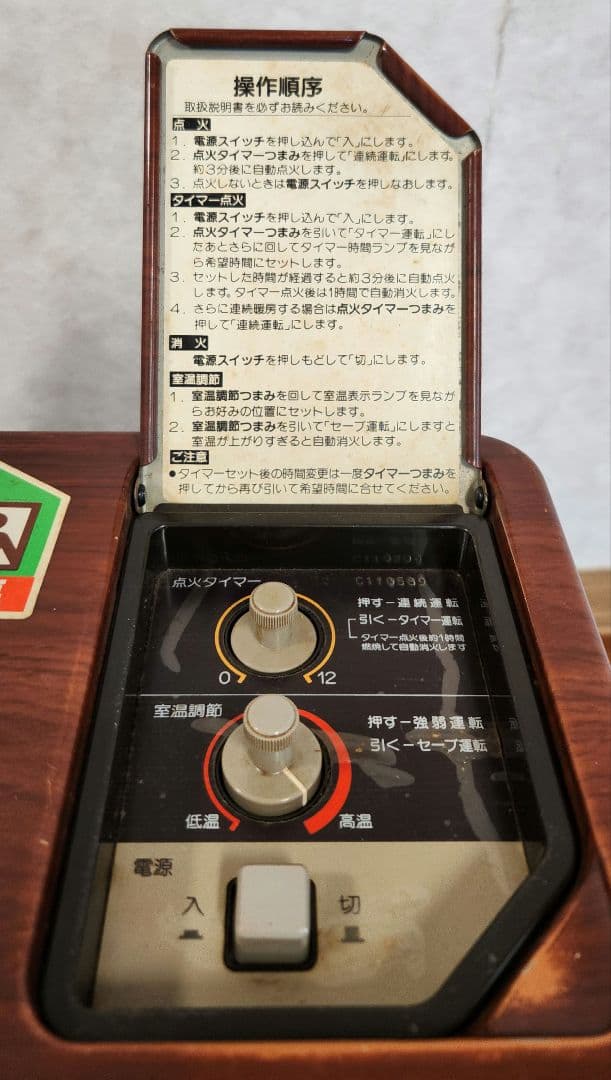 操作順序
取扱説明書を必ずお読みください。
点火
1. 電源スイッチを押し込んで「入」にします。
2. 点火タイマーつまみを押して「連続運転」にします。
約3分後に自動点火します。
3. 点火しないときは電源スイッチを押しなおします。
タイマー点火
1. 電源スイッチを押し込んで「入」にします。
2. 点火タイマーつまみを引いて「タイマー運転」にし
たあとさらに回してタイマー時間ランプを見なが
ら希望時間にセットします。
3. セットした時間が経過すると約3分後に自動点火
します。タイマー点火後は1時間で自動消火します。
4. さらに連続暖房する場合は点火タイマーつまみを
押して「連続運転」にします。
消火
電源スイッチを押しもどして「切」にします。
室温調節
1. 室温調節つまみを回して室温表示ランプを見なが
らお好みの位置にセットします。
2. 室温調節つまみを引いて「セーブ運転」にしますと
室温が上がりすぎると自動消火します。
ご注意
●タイマーセット後の時間変更は一度タイマーつまみを
押してから再び引いて希望時間に合せてください。
点火タイマー
C110589
押すー連続運転
引くータイマー運転
タイマー点火後約1時間
燃焼して自動消火します
0 12
室温調節
押すー強弱運転
引くーセーブ運転
低温 高温
電源
入 切